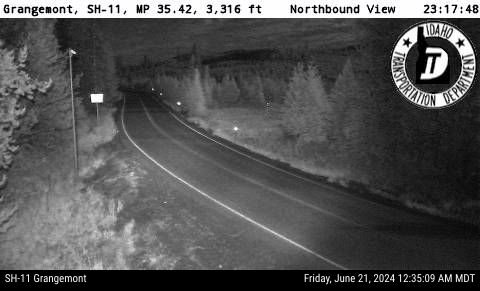 Grangemont, SH-11, MP 35.42, 3,316 ft Northbound View 23:17:48
IDAHO
TRANSPORTATION DEPARTMENT
SH-11 Grangemont Friday, June 21, 2024 12:35:09 AM MDT